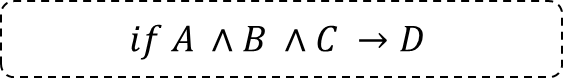 if A ∧ B ∧ C → D